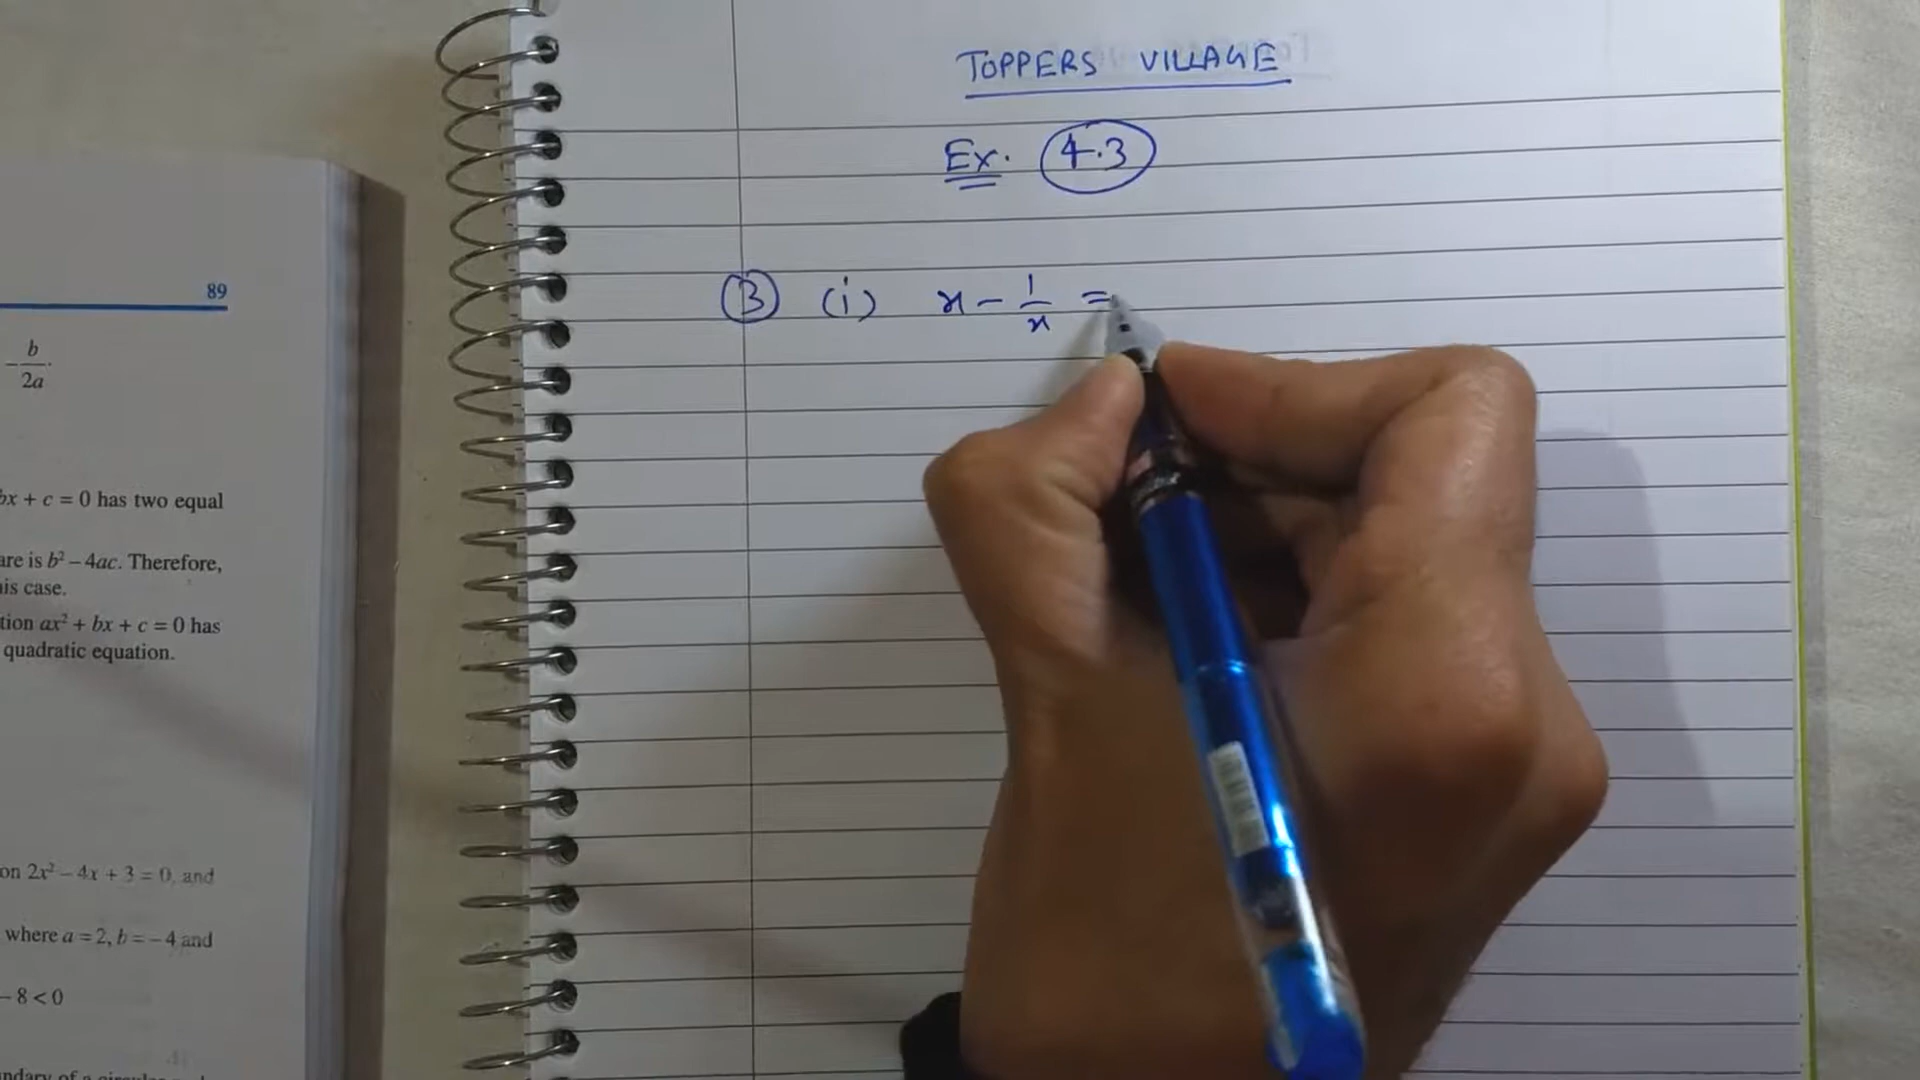 TOPPERS VILLAGE
Ex. 4.3
3 (i) x - 1/x =
89
- b/2a.
bx + c = 0 has two equal
are is b² – 4ac. Therefore,
is case.
tion ax² + bx + c = 0 has
quadratic equation.
on 2x² – 4x + 3 = 0, and
where a = 2, b = – 4 and
– 8 < 0